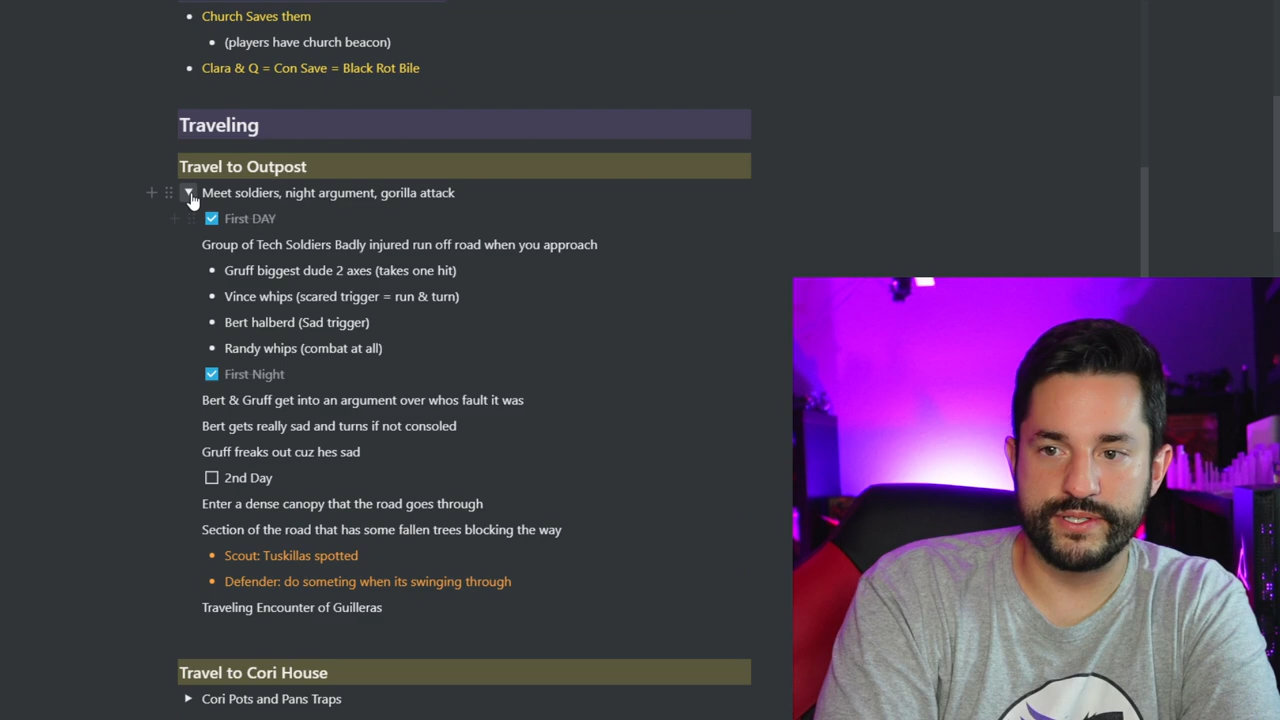 Church Saves them
(players have church beacon)
Clara & Q = Con Save = Black Rot Bile
Traveling
Travel to Outpost
Meet soldiers, night argument, gorilla attack
First DAY
Group of Tech Soldiers Badly injured run off road when you approach
Gruff biggest dude 2 axes (takes one hit)
Vince whips (scared trigger = run & turn)
Bert halberd (Sad trigger)
Randy whips (combat at all)
First Night
Bert & Gruff get into an argument over whos fault it was
Bert gets really sad and turns if not consoled
Gruff freaks out cuz hes sad
2nd Day
Enter a dense canopy that the road goes through
Section of the road that has some fallen trees blocking the way
Scout: Tuskillas spotted
Defender: do someting when its swinging through
Traveling Encounter of Guilleras
Travel to Cori House
Cori Pots and Pans Traps